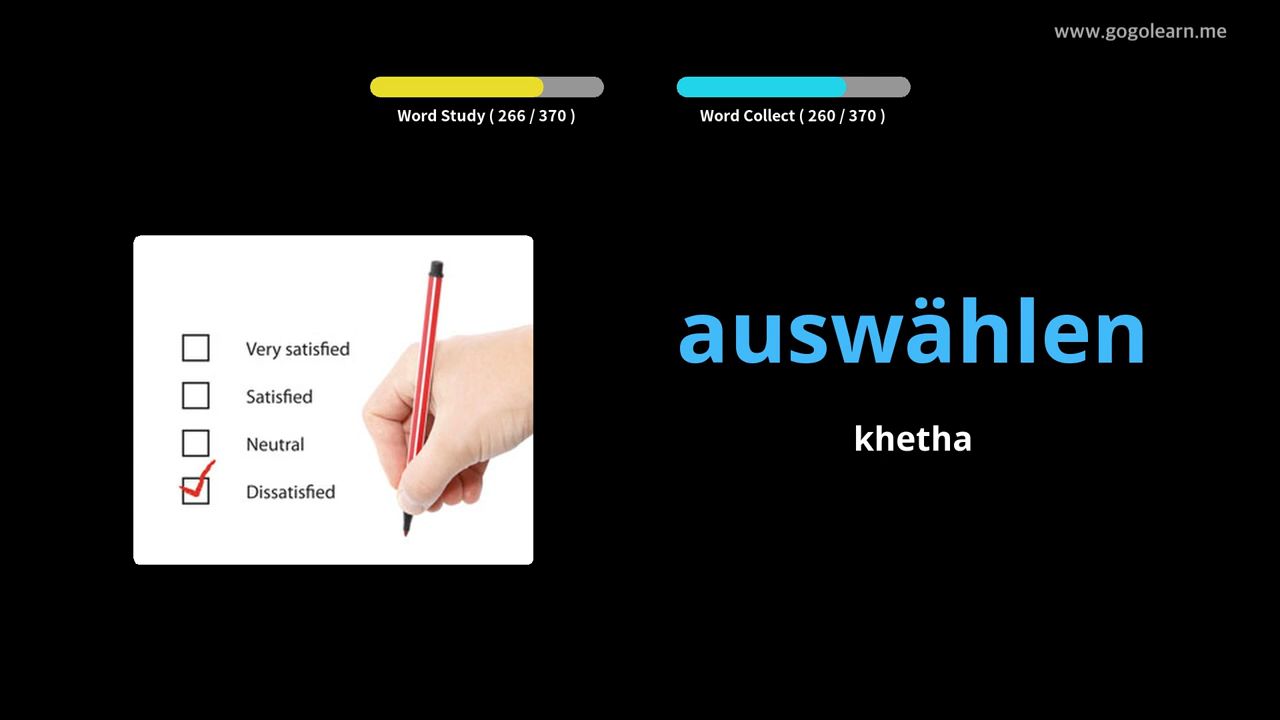 www.gogolearn.me
Word Study ( 266 / 370 )
Word Collect ( 260 / 370 )
Very satisfied
Satisfied
Neutral
Dissatisfied
auswählen
khetha